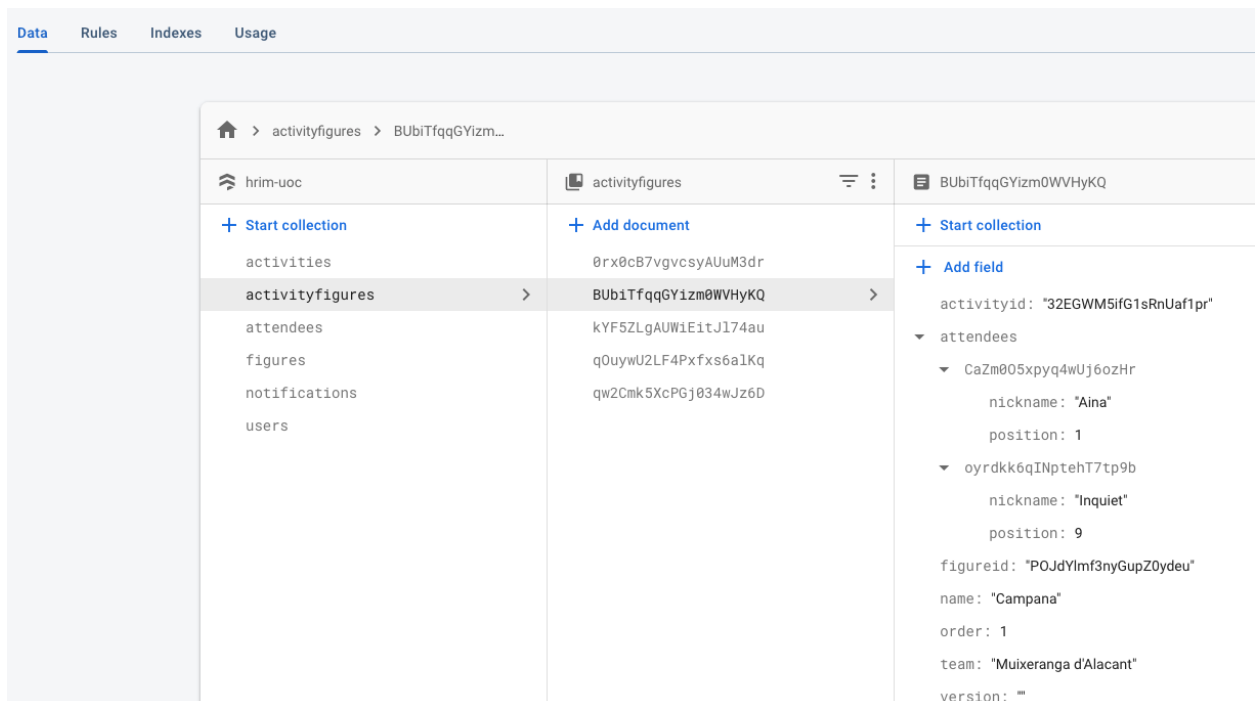 Data Rules Indexes Usage
activityfigures BUbiTfqqGYizm...
hrim-uoc
Start collection
activities
activityfigures
attendees
figures
notifications
users
activityfigures
Add document
0rx0cB7vgvcsyAUuM3dr
BUbiTfqqGYizm0WVHyKQ
kYF5ZLgAUWiEitJl74au
qOuywU2LF4Pxfxs6alKq
qw2Cmk5XcPGj034wJz6D
BUbiTfqqGYizm0WVHyKQ
Start collection
Add field
activityid: "32EGWM5ifG1sRnUaf1pr"
attendees
CaZm0O5xpyq4wUj6ozHr
nickname: "Aina"
position: 1
oyrdkk6qINptehT7tp9b
nickname: "Inquiet"
position: 9
figureid: "POJdYlmf3nyGupZ0ydeu"
name: "Campana"
order: 1
team: "Muixeranga d'Alacant"
version: ""